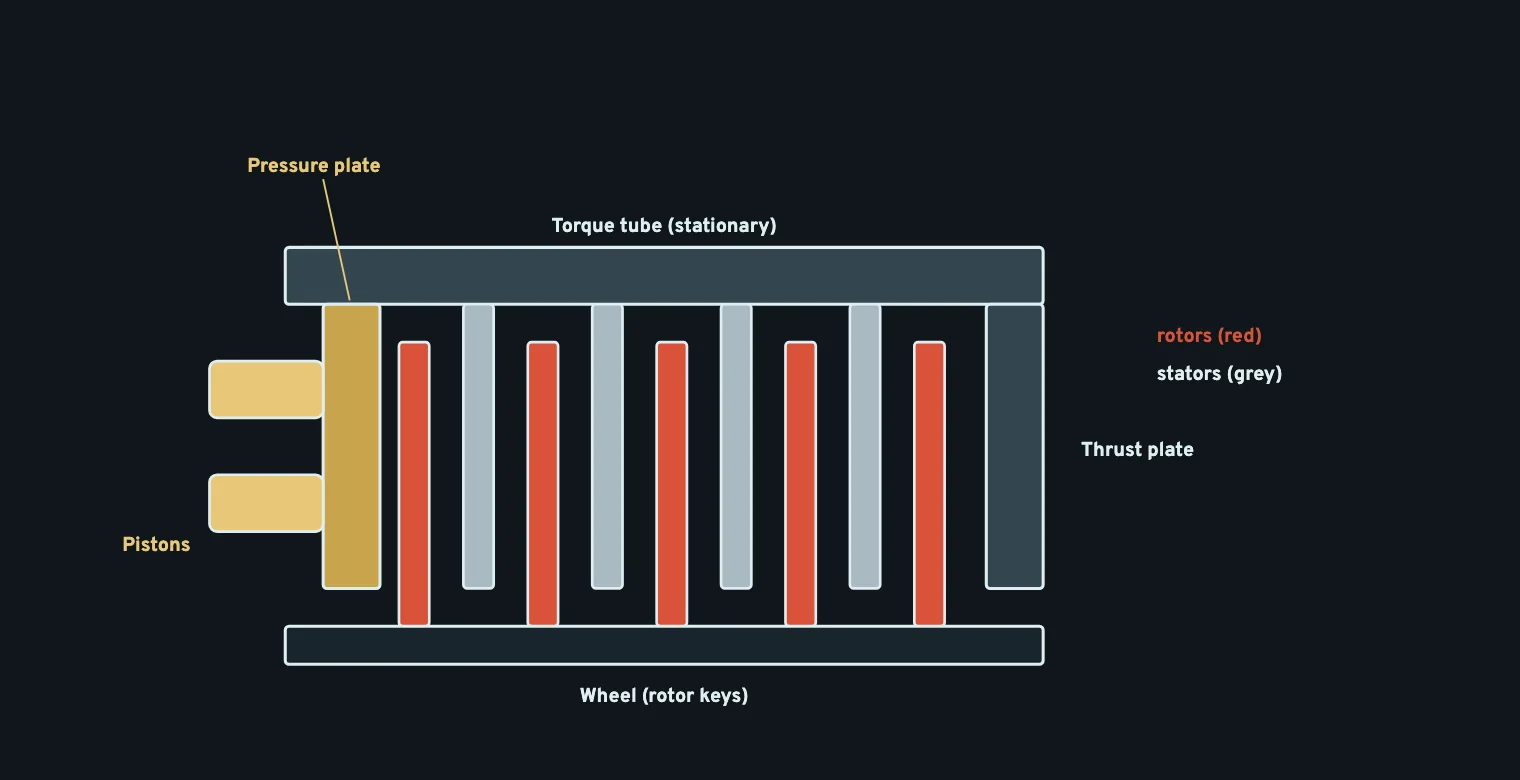 Pressure plate
Torque tube (stationary)
rotors (red)
stators (grey)
Thrust plate
Pistons
Wheel (rotor keys)